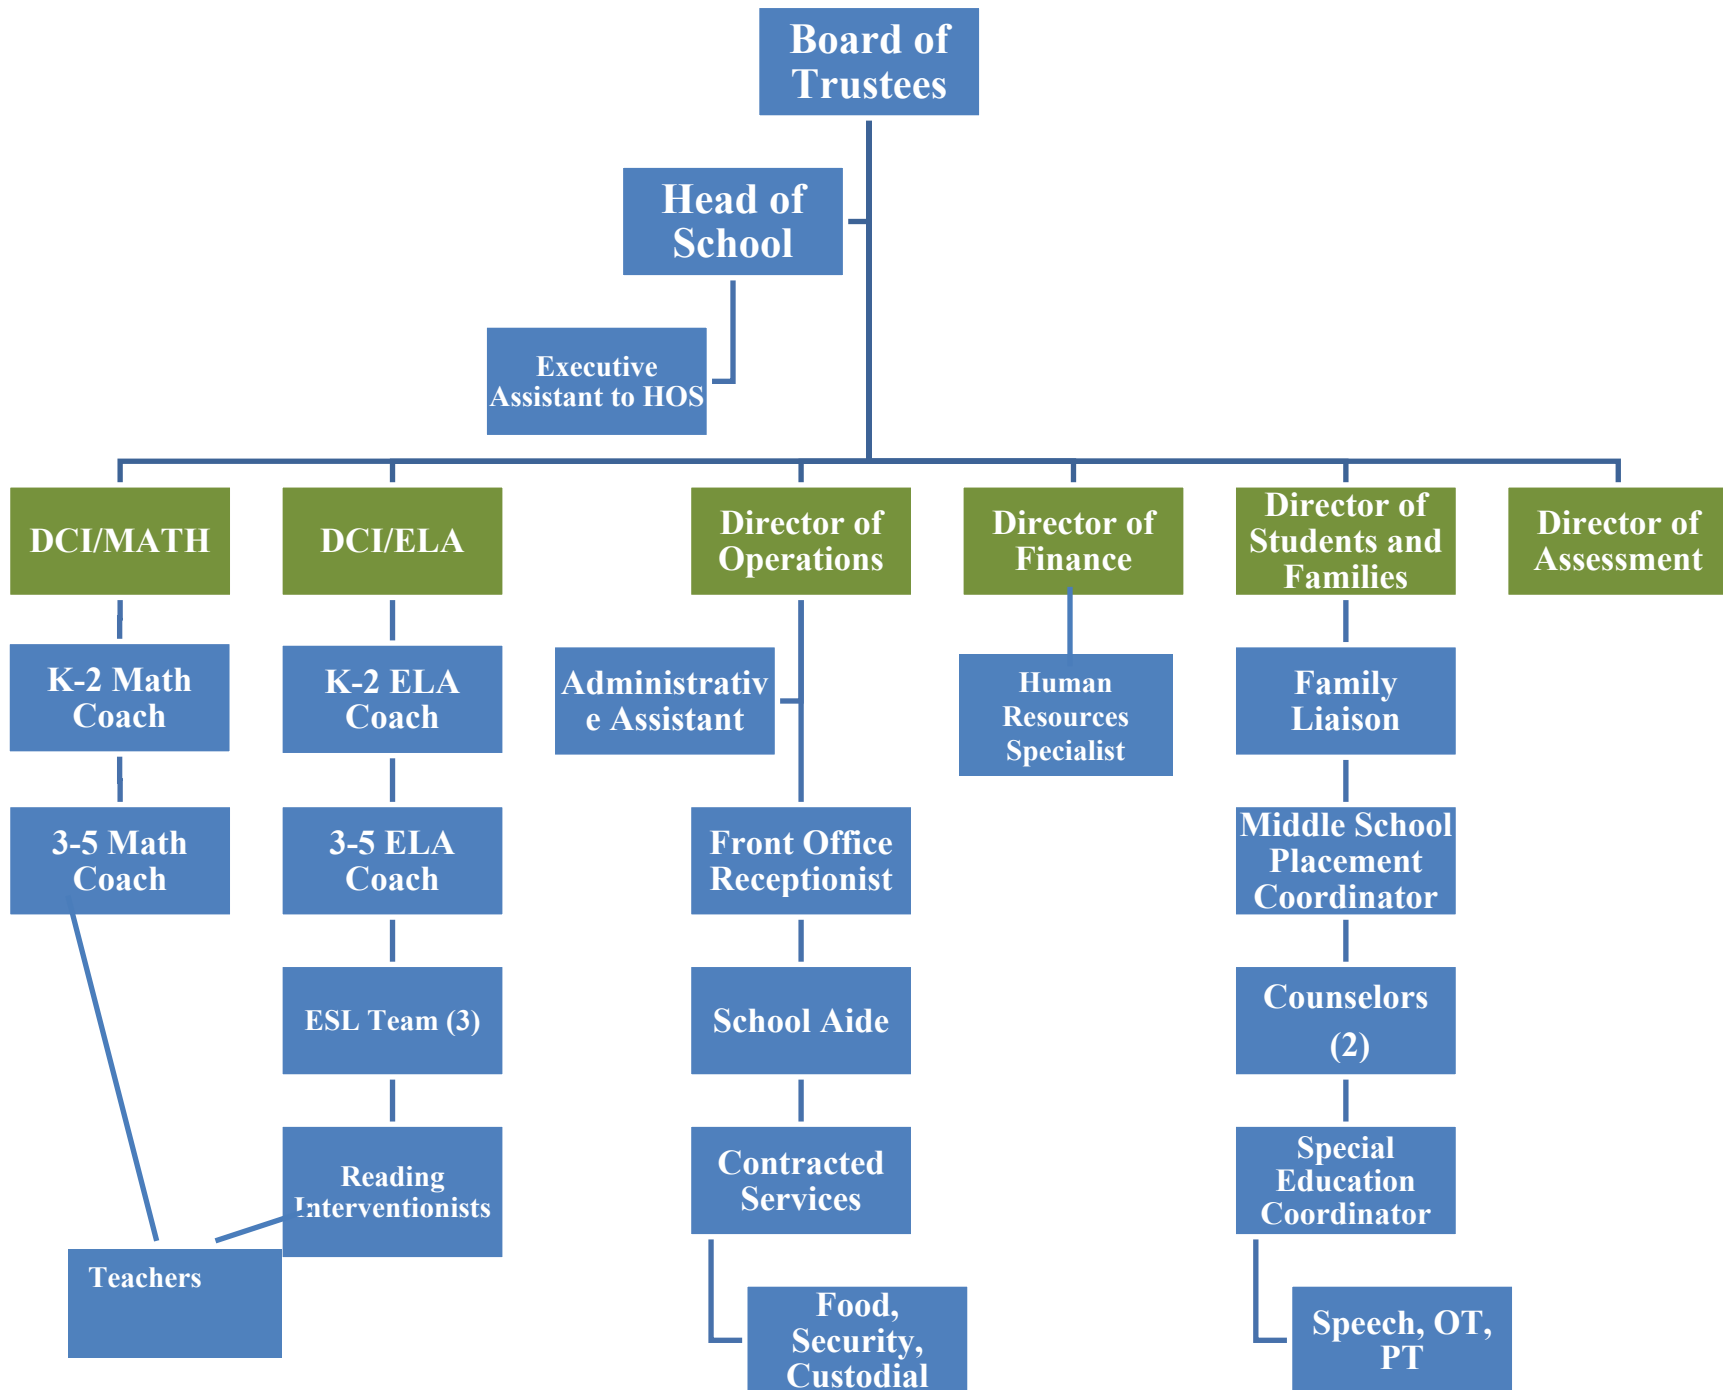 Board of
Trustees
Head of
School
Executive
Assistant to HOS
DCI/MATH
DCI/ELA
Director of
Operations
Director of
Finance
Director of
Students and
Families
Director of
Assessment
K-2 Math
Coach
K-2 ELA
Coach
Administrativ
e Assistant
Human
Resources
Specialist
Family
Liaison
3-5 Math
Coach
3-5 ELA
Coach
Front Office
Receptionist
Middle School
Placement
Coordinator
ESL Team (3)
School Aide
Counselors
(2)
Reading
Interventionists
Contracted
Services
Special
Education
Coordinator
Teachers
Food,
Security,
Custodial
Speech, OT,
PT